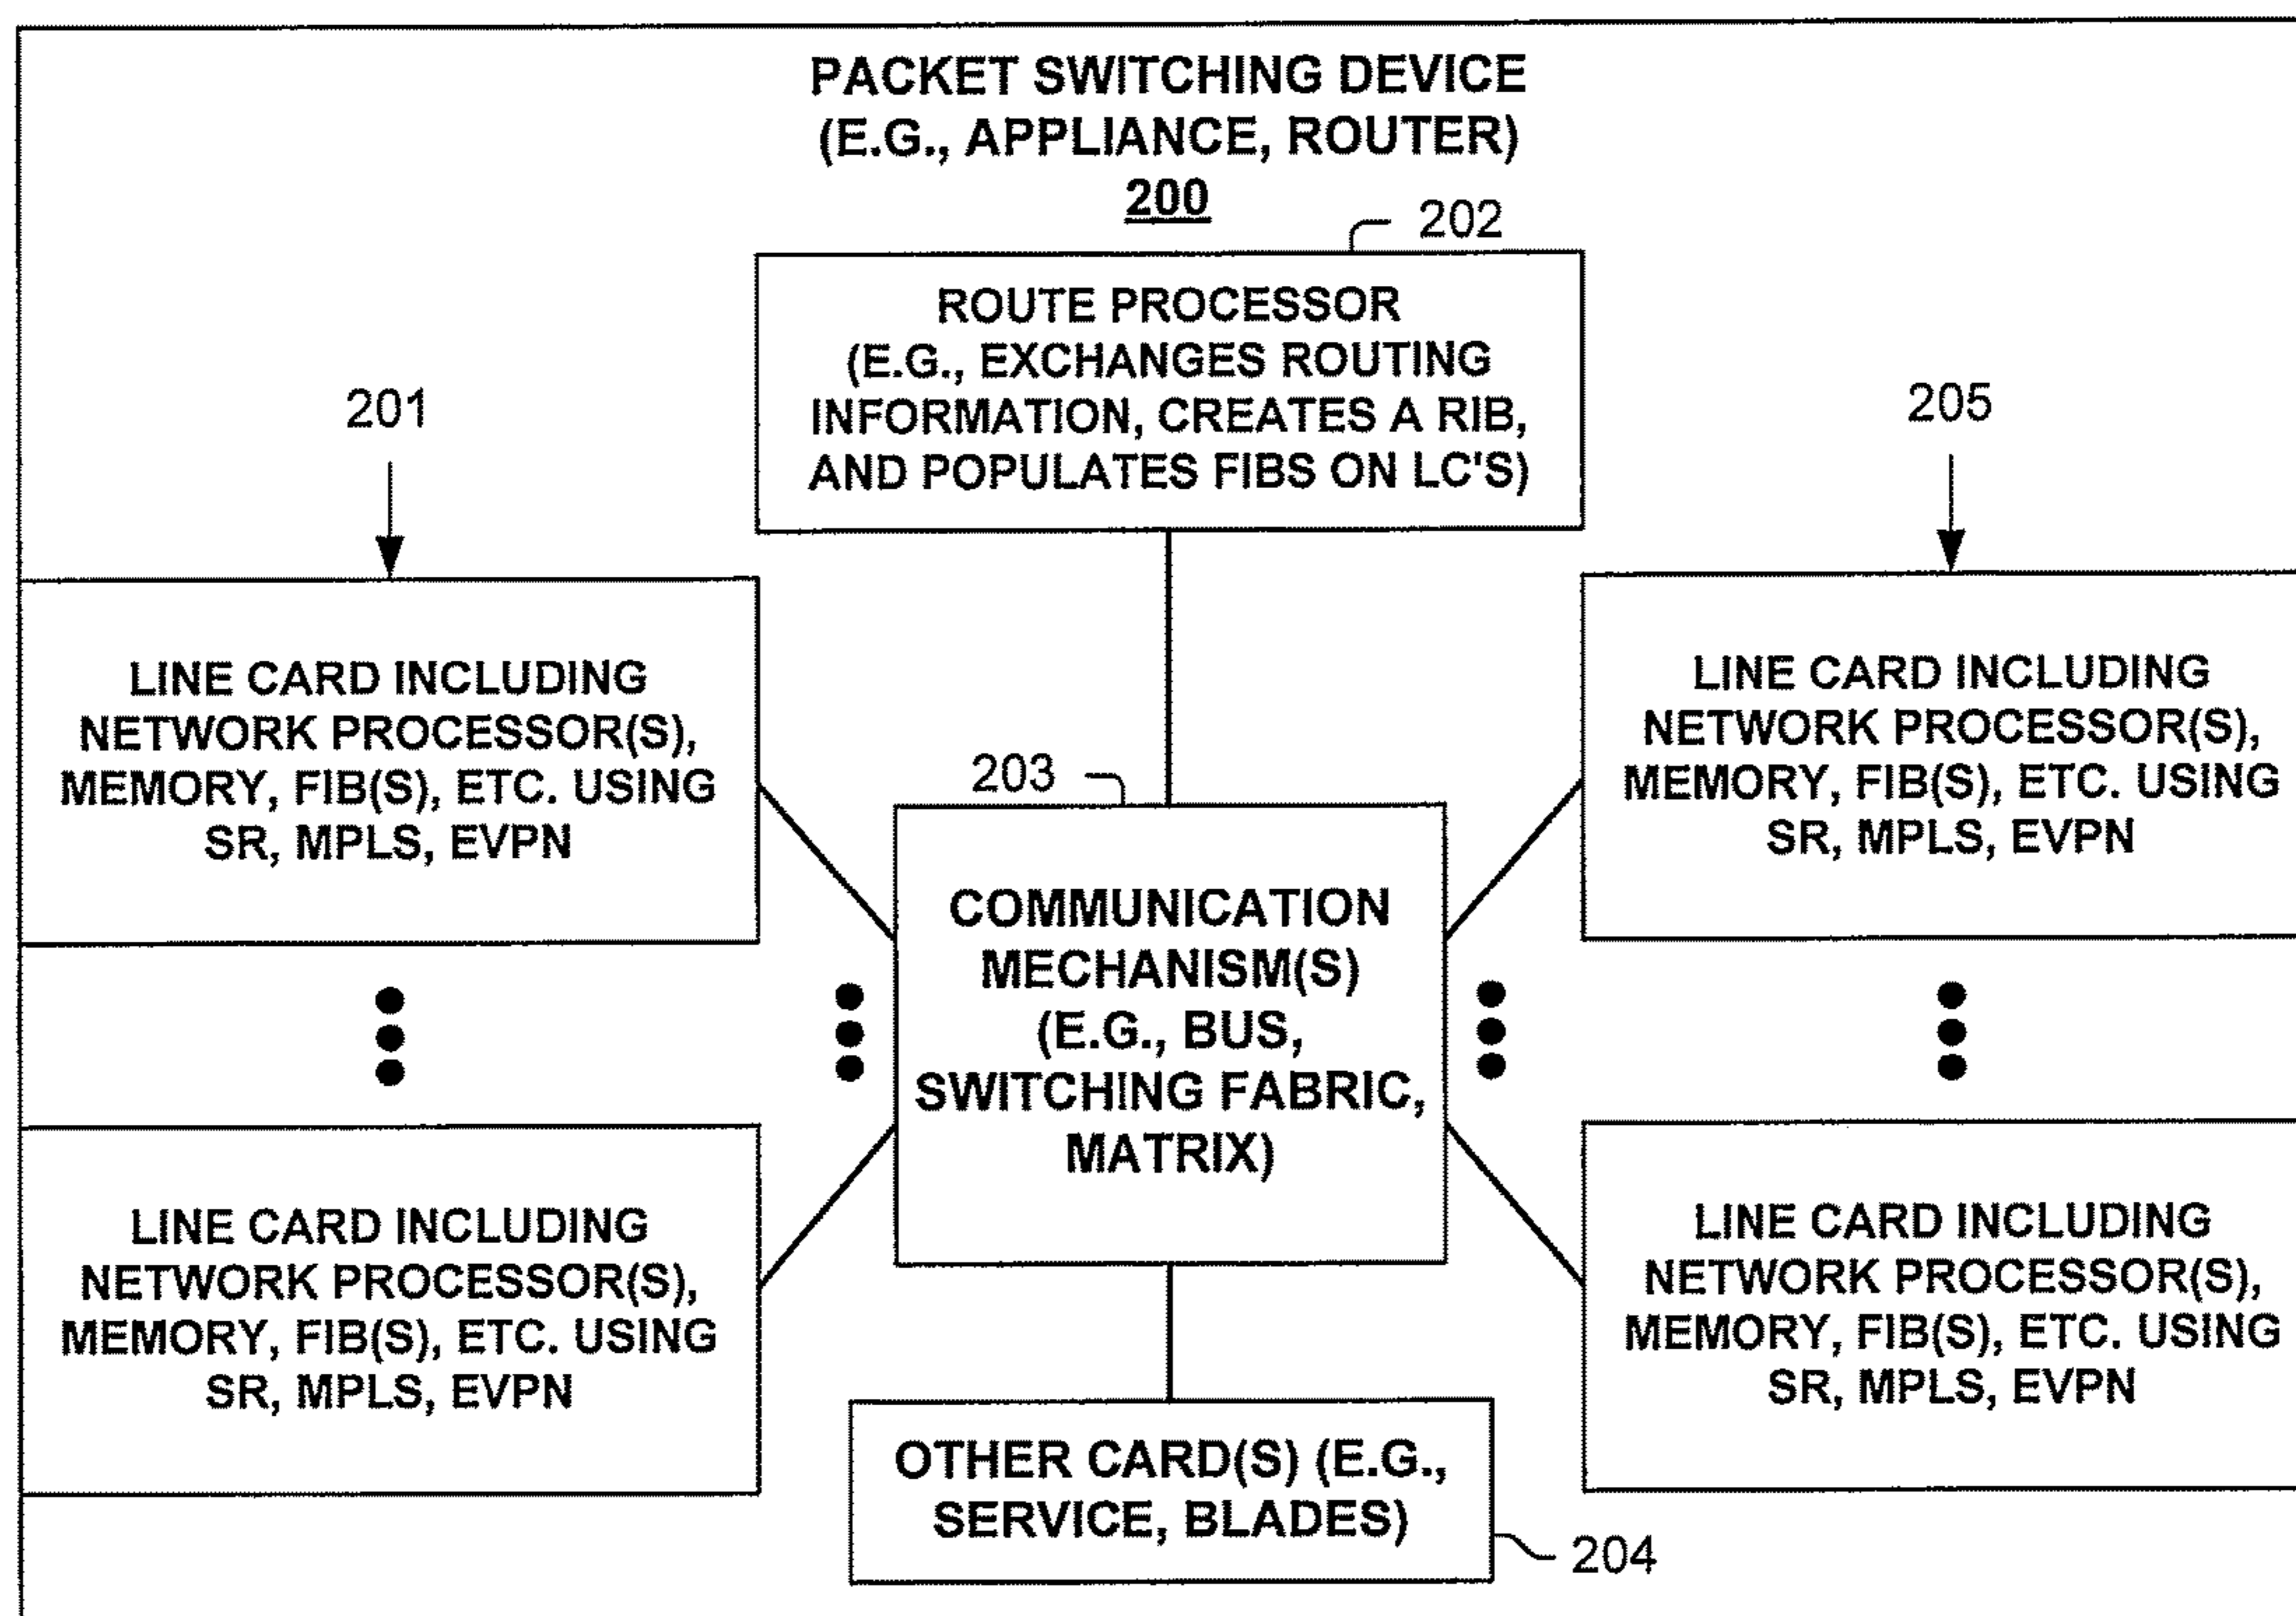 PACKET SWITCHING DEVICE
(E.G., APPLIANCE, ROUTER)
200
202
ROUTE PROCESSOR
(E.G., EXCHANGES ROUTING
INFORMATION, CREATES A RIB,
AND POPULATES FIBS ON LC'S)
201
205
LINE CARD INCLUDING
NETWORK PROCESSOR(S),
MEMORY, FIB(S), ETC. USING
SR, MPLS, EVPN
LINE CARD INCLUDING
NETWORK PROCESSOR(S),
MEMORY, FIB(S), ETC. USING
SR, MPLS, EVPN
203
COMMUNICATION
MECHANISM(S)
(E.G., BUS,
SWITCHING FABRIC,
MATRIX)
LINE CARD INCLUDING
NETWORK PROCESSOR(S),
MEMORY, FIB(S), ETC. USING
SR, MPLS, EVPN
LINE CARD INCLUDING
NETWORK PROCESSOR(S),
MEMORY, FIB(S), ETC. USING
SR, MPLS, EVPN
OTHER CARD(S) (E.G.,
SERVICE, BLADES)
204